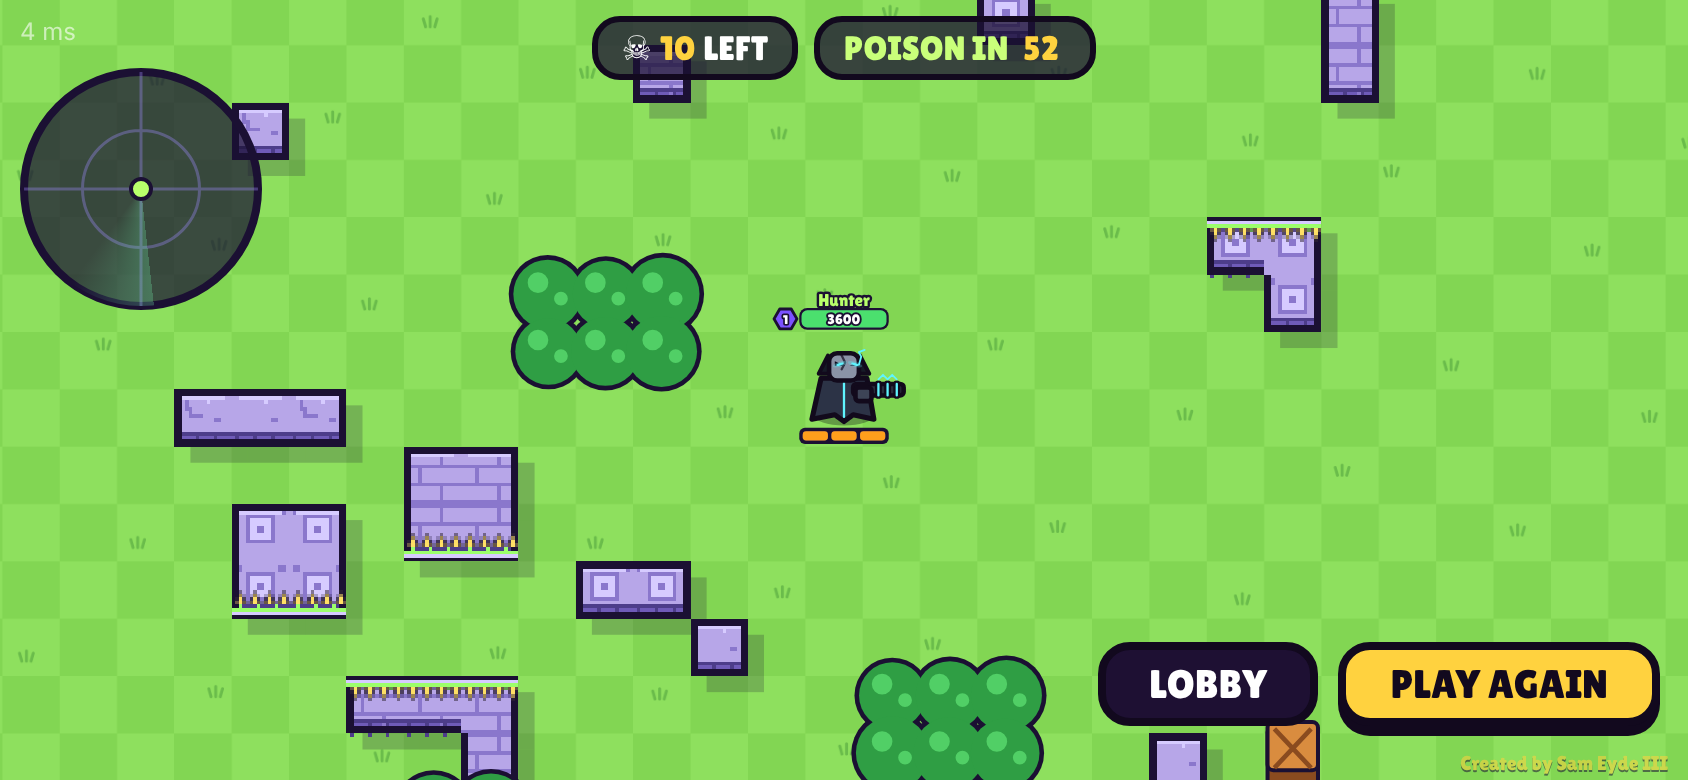 4 ms
☠ 10 LEFT
POISON IN 52
Hunter
1
3600
LOBBY
PLAY AGAIN
Created by Sam Eyde III